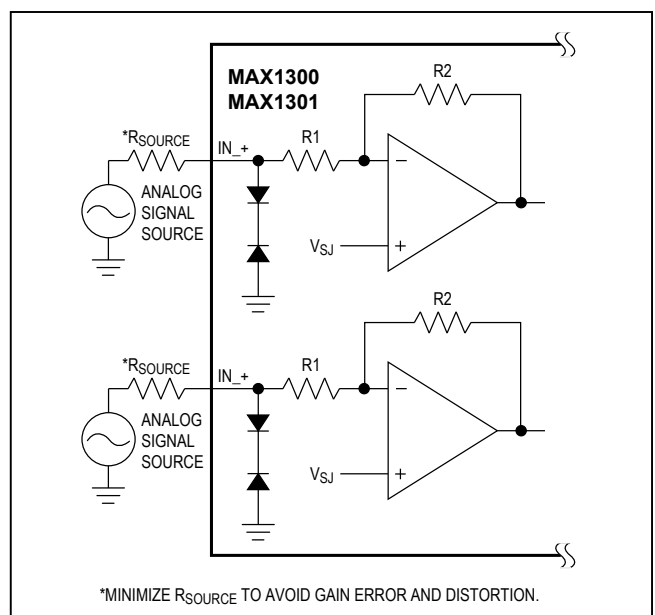 MAX1300
MAX1301
R2
*RSOURCE
IN_+
R1
−
ANALOG
SIGNAL
SOURCE
VSJ
+
R2
*RSOURCE
IN_+
R1
−
ANALOG
SIGNAL
SOURCE
VSJ
+
*MINIMIZE RSOURCE TO AVOID GAIN ERROR AND DISTORTION.